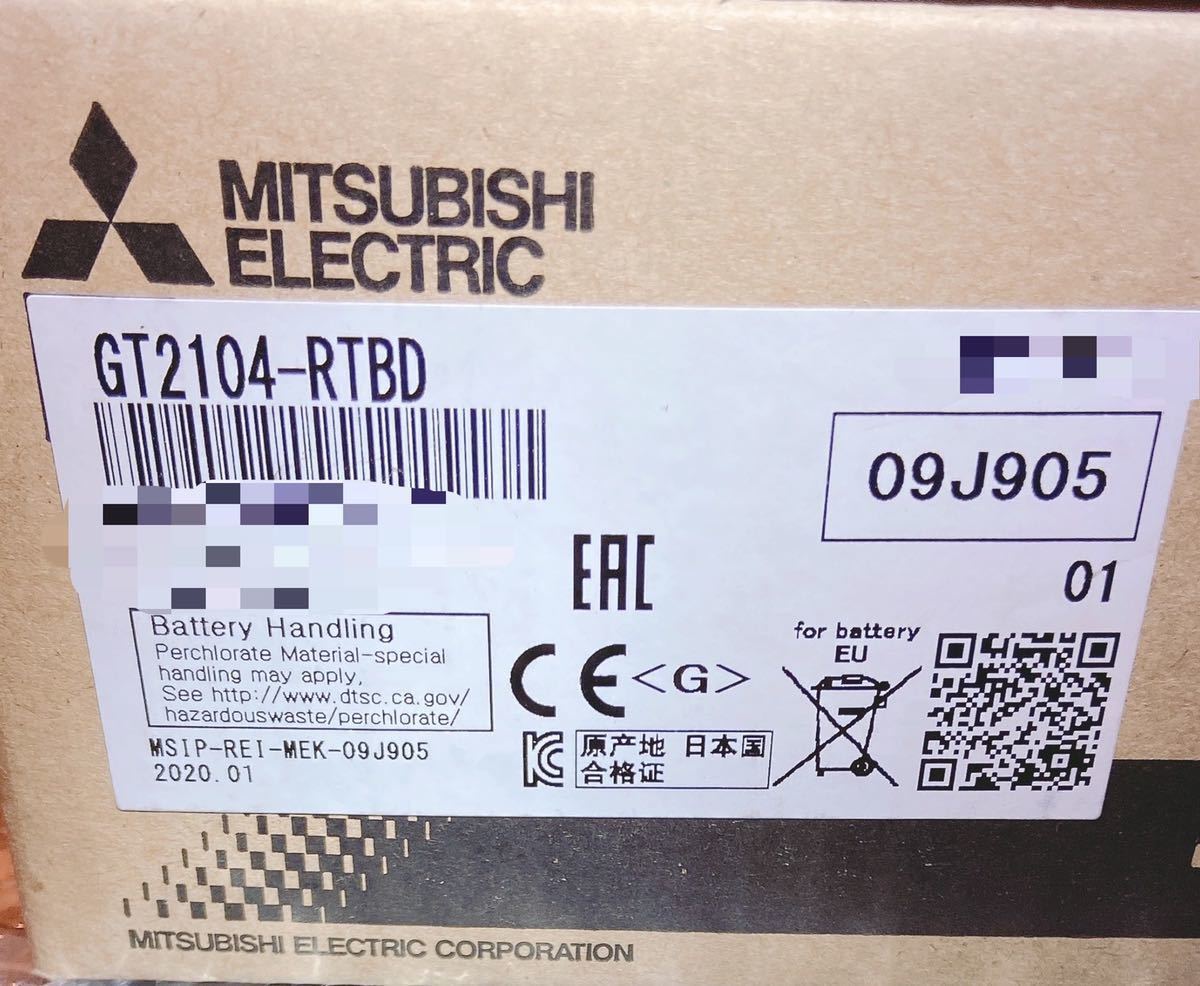 MITSUBISHI
ELECTRIC
GT2104-RTBD
09J905
01
EAC
Battery Handling
Perchlorate Material-special
handling may apply,
See http://www.dtsc.ca.gov/
hazardouswaste/perchlorate/
CE <G>
for battery
EU
MSIP-REI-MEK-09J905
2020.01
KC
原产地 日本国
合格证
MITSUBISHI ELECTRIC CORPORATION